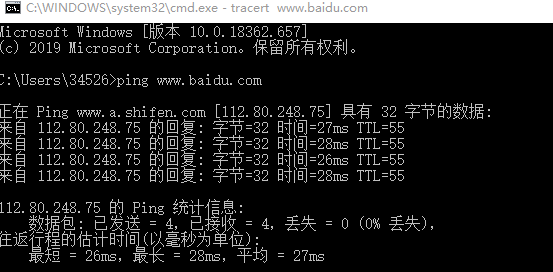 C:\WINDOWS\system32\cmd.exe - tracert www.baidu.com
Microsoft Windows [版本 10.0.18362.657]
(c) 2019 Microsoft Corporation。保留所有权利。
C:\Users\34526>ping www.baidu.com
正在 Ping www.a.shifen.com [112.80.248.75] 具有 32 字节的数据:
来自 112.80.248.75 的回复: 字节=32 时间=27ms TTL=55
来自 112.80.248.75 的回复: 字节=32 时间=28ms TTL=55
来自 112.80.248.75 的回复: 字节=32 时间=26ms TTL=55
来自 112.80.248.75 的回复: 字节=32 时间=28ms TTL=55
112.80.248.75 的 Ping 统计信息:
数据包: 已发送 = 4，已接收 = 4，丢失 = 0 (0% 丢失)，
往返行程的估计时间(以毫秒为单位):
最短 = 26ms，最长 = 28ms，平均 = 27ms